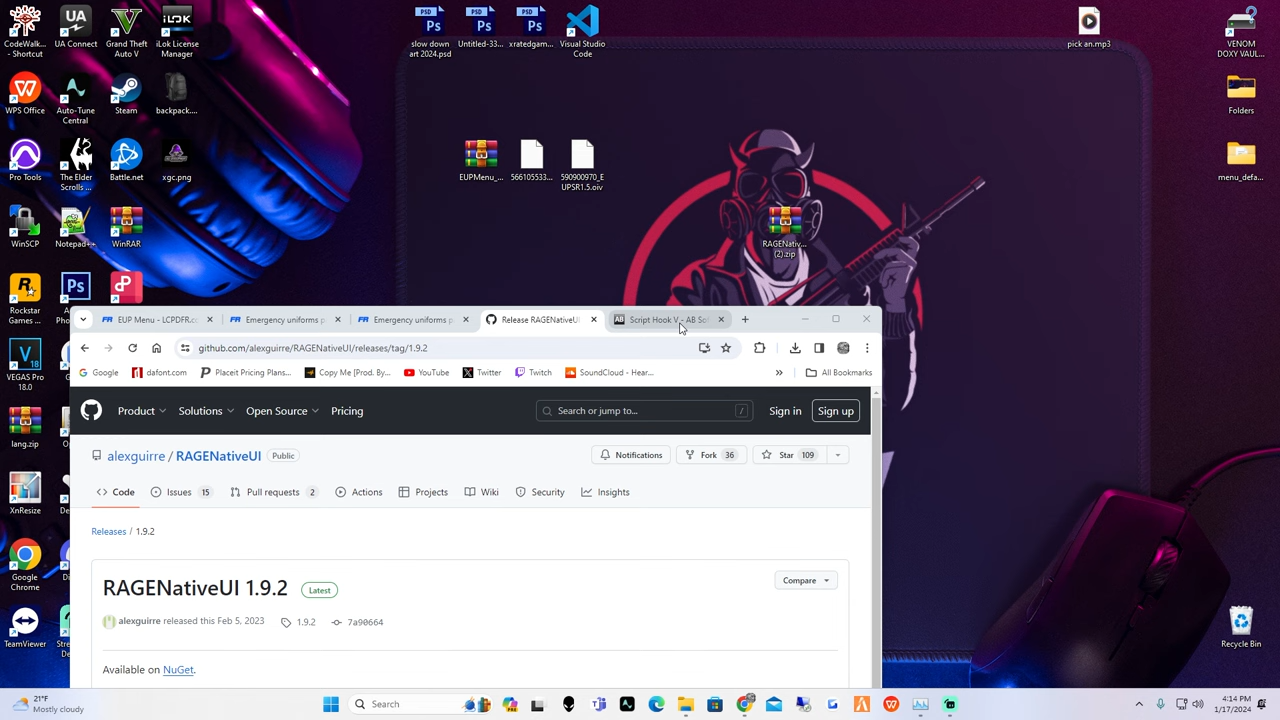 CodeWalk...
- Shortcut
UA Connect
Grand Theft
Auto V
iLok License
Manager
slow down
art 2024.psd
Untitled-33...
xratedgam...
Visual Studio
Code
pick an.mp3
VENOM
DOXY VAUL...
WPS Office
Auto-Tune
Central
Steam
backpack....
Folders
Pro Tools
The Elder
Scrolls ...
Battle.net
xgc.png
EUPMenu_...
566105533...
590900970_E
UPSR1.5.oiv
menu_defa...
WinSCP
Notepad++
WinRAR
RAGENativ...
(2).zip
Rockstar
Games ...
EUP Menu - LCPDFR.c
Emergency uniforms p
Emergency uniforms p
Release RAGENativeUI
Script Hook V - AB Sc
github.com/alexguirre/RAGENativeUI/releases/tag/1.9.2
Google
dafont.com
Placeit Pricing Plans...
Copy Me [Prod. By...
YouTube
Twitter
Twitch
SoundCloud - Hear...
»
All Bookmarks
VEGAS Pro
18.0
lang.zip
XnResize
Google
Chrome
TeamViewer
Product
Solutions
Open Source
Pricing
Search or jump to...
/
Sign in
Sign up
alexguirre / RAGENativeUI
Public
Notifications
Fork 36
Star 109
Code
Issues 15
Pull requests 2
Actions
Projects
Wiki
Security
Insights
Releases / 1.9.2
RAGENativeUI 1.9.2
Latest
Compare
alexguirre released this Feb 5, 2023
1.9.2
7a90664
Available on NuGet.
Recycle Bin
21°F
Mostly cloudy
Search
4:14 PM
1/17/2024